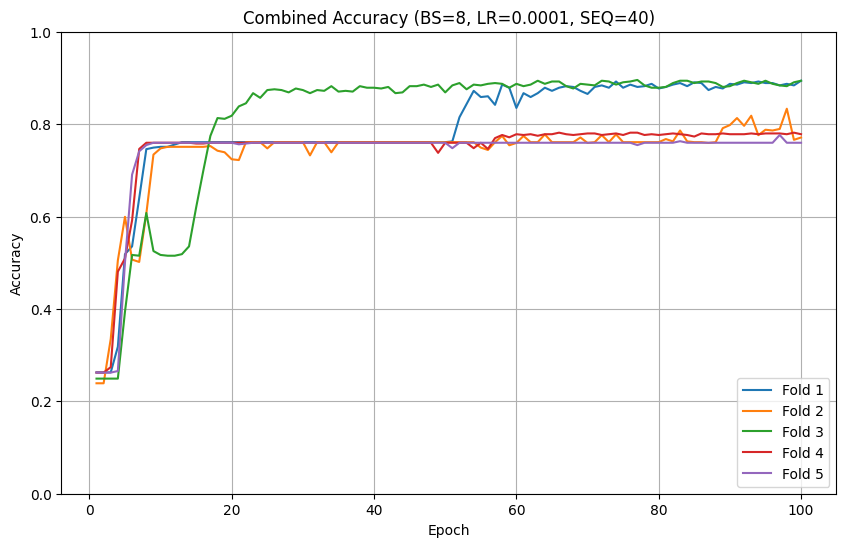 Combined Accuracy (BS=8, LR=0.0001, SEQ=40)
1.0
0.8
0.6
0.4
0.2
0.0
Accuracy
0
20
40
60
80
100
Epoch
Fold 1
Fold 2
Fold 3
Fold 4
Fold 5